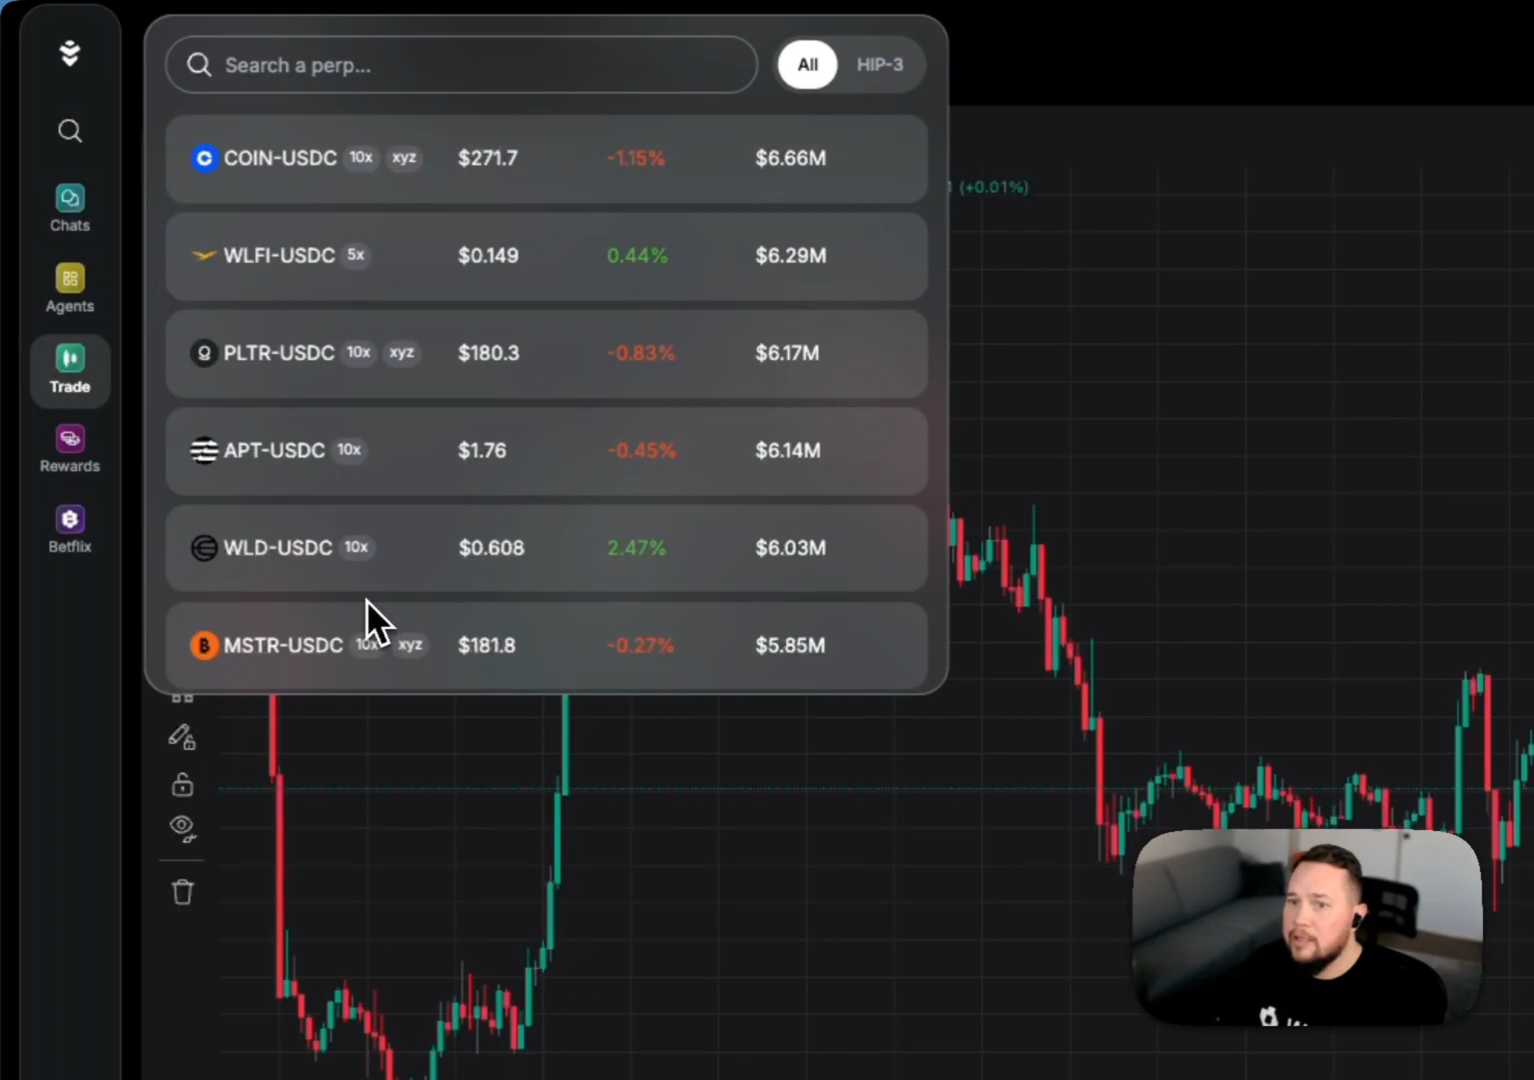 Search a perp...
All
HIP-3
COIN-USDC 10x xyz $271.7 -1.15% $6.66M
1 (+0.01%)
Chats
WLFI-USDC 5x $0.149 0.44% $6.29M
Agents
PLTR-USDC 10x xyz $180.3 -0.83% $6.17M
Trade
APT-USDC 10x $1.76 -0.45% $6.14M
Rewards
WLD-USDC 10x $0.608 2.47% $6.03M
Betflix
MSTR-USDC 10x xyz $181.8 -0.27% $5.85M